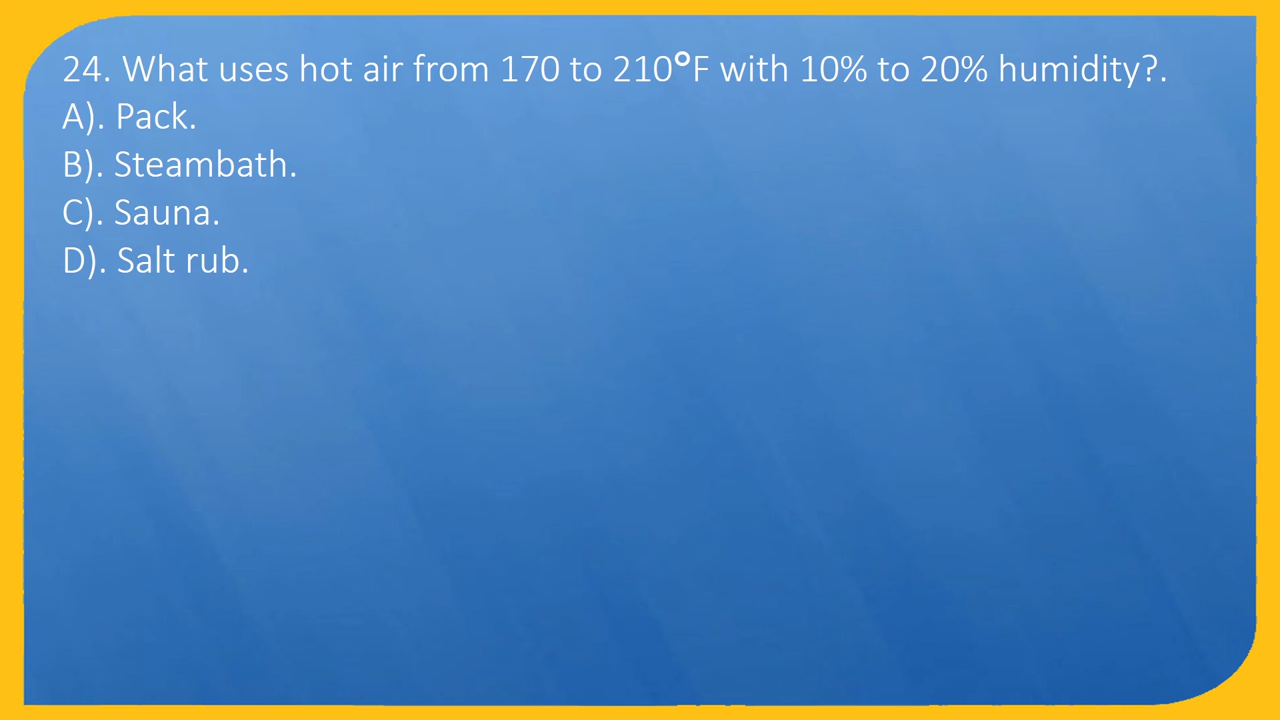 24. What uses hot air from 170 to 210°F with 10% to 20% humidity?.
A). Pack.
B). Steambath.
C). Sauna.
D). Salt rub.